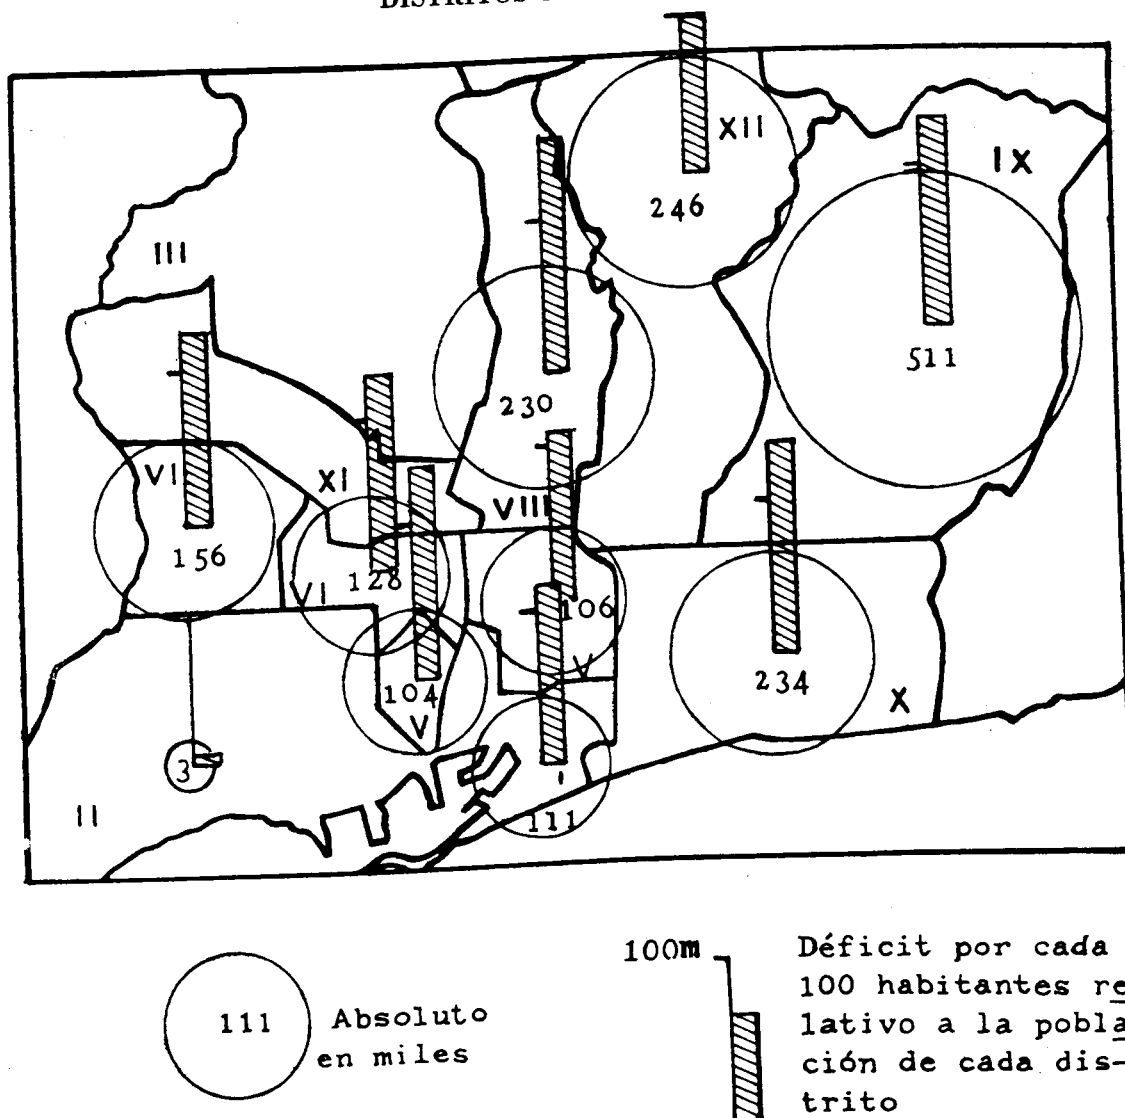 XII
246
IX
III
511
230
VI
XI
VIII
156
128
VI
106
104
V
V
234
X
3
II
111
100m
Déficit por cada
100 habitantes re
lativo a la pobla
ción de cada dis-
trito
111
Absoluto
en miles